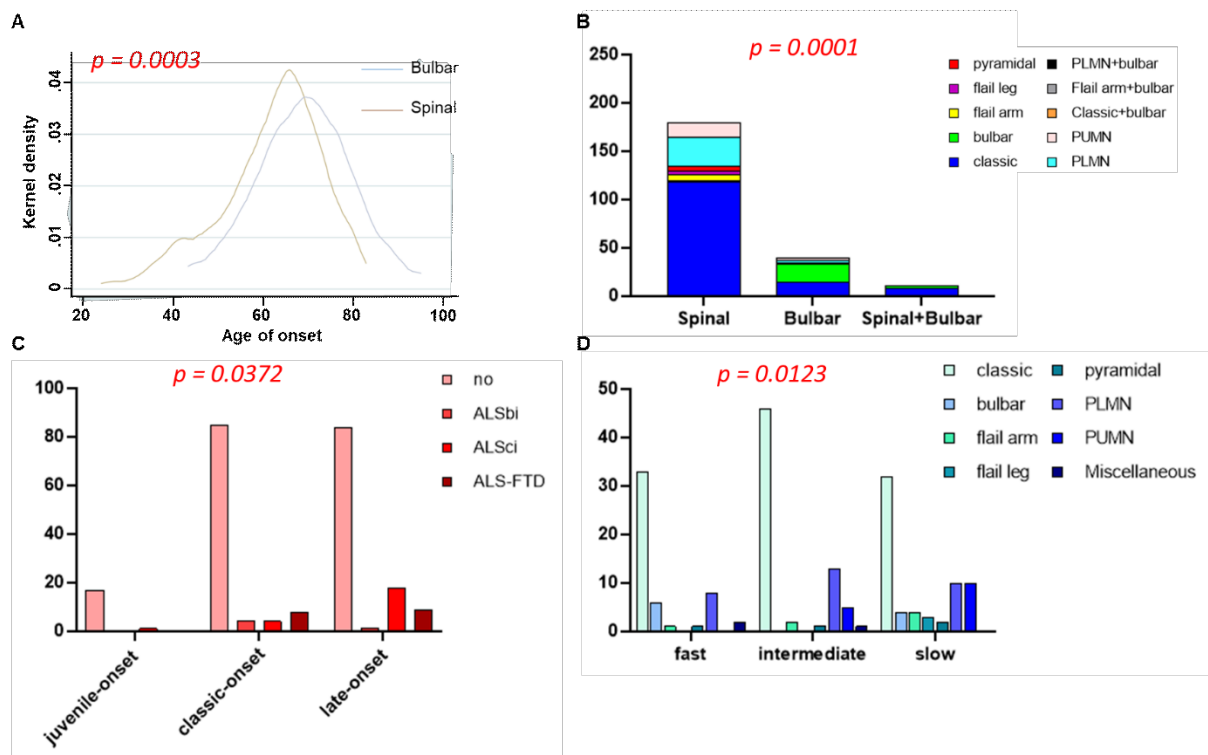 A
p = 0.0003
Bulbar
Spinal
Kernel density
.04
.03
.02
.01
0
20 40 60 80 100
Age of onset
B
p = 0.0001
250
200
150
100
50
0
pyramidal PLMN+bulbar
flail leg Flail arm+bulbar
flail arm Classic+bulbar
bulbar PUMN
classic PLMN
Spinal Bulbar Spinal+Bulbar
C
p = 0.0372
100
80
60
40
20
0
no
ALSbi
ALSci
ALS-FTD
juvenile-onset
classic-onset
late-onset
D
p = 0.0123
50
40
30
20
10
0
classic pyramidal
bulbar PLMN
flail arm PUMN
flail leg Miscellaneous
fast intermediate slow